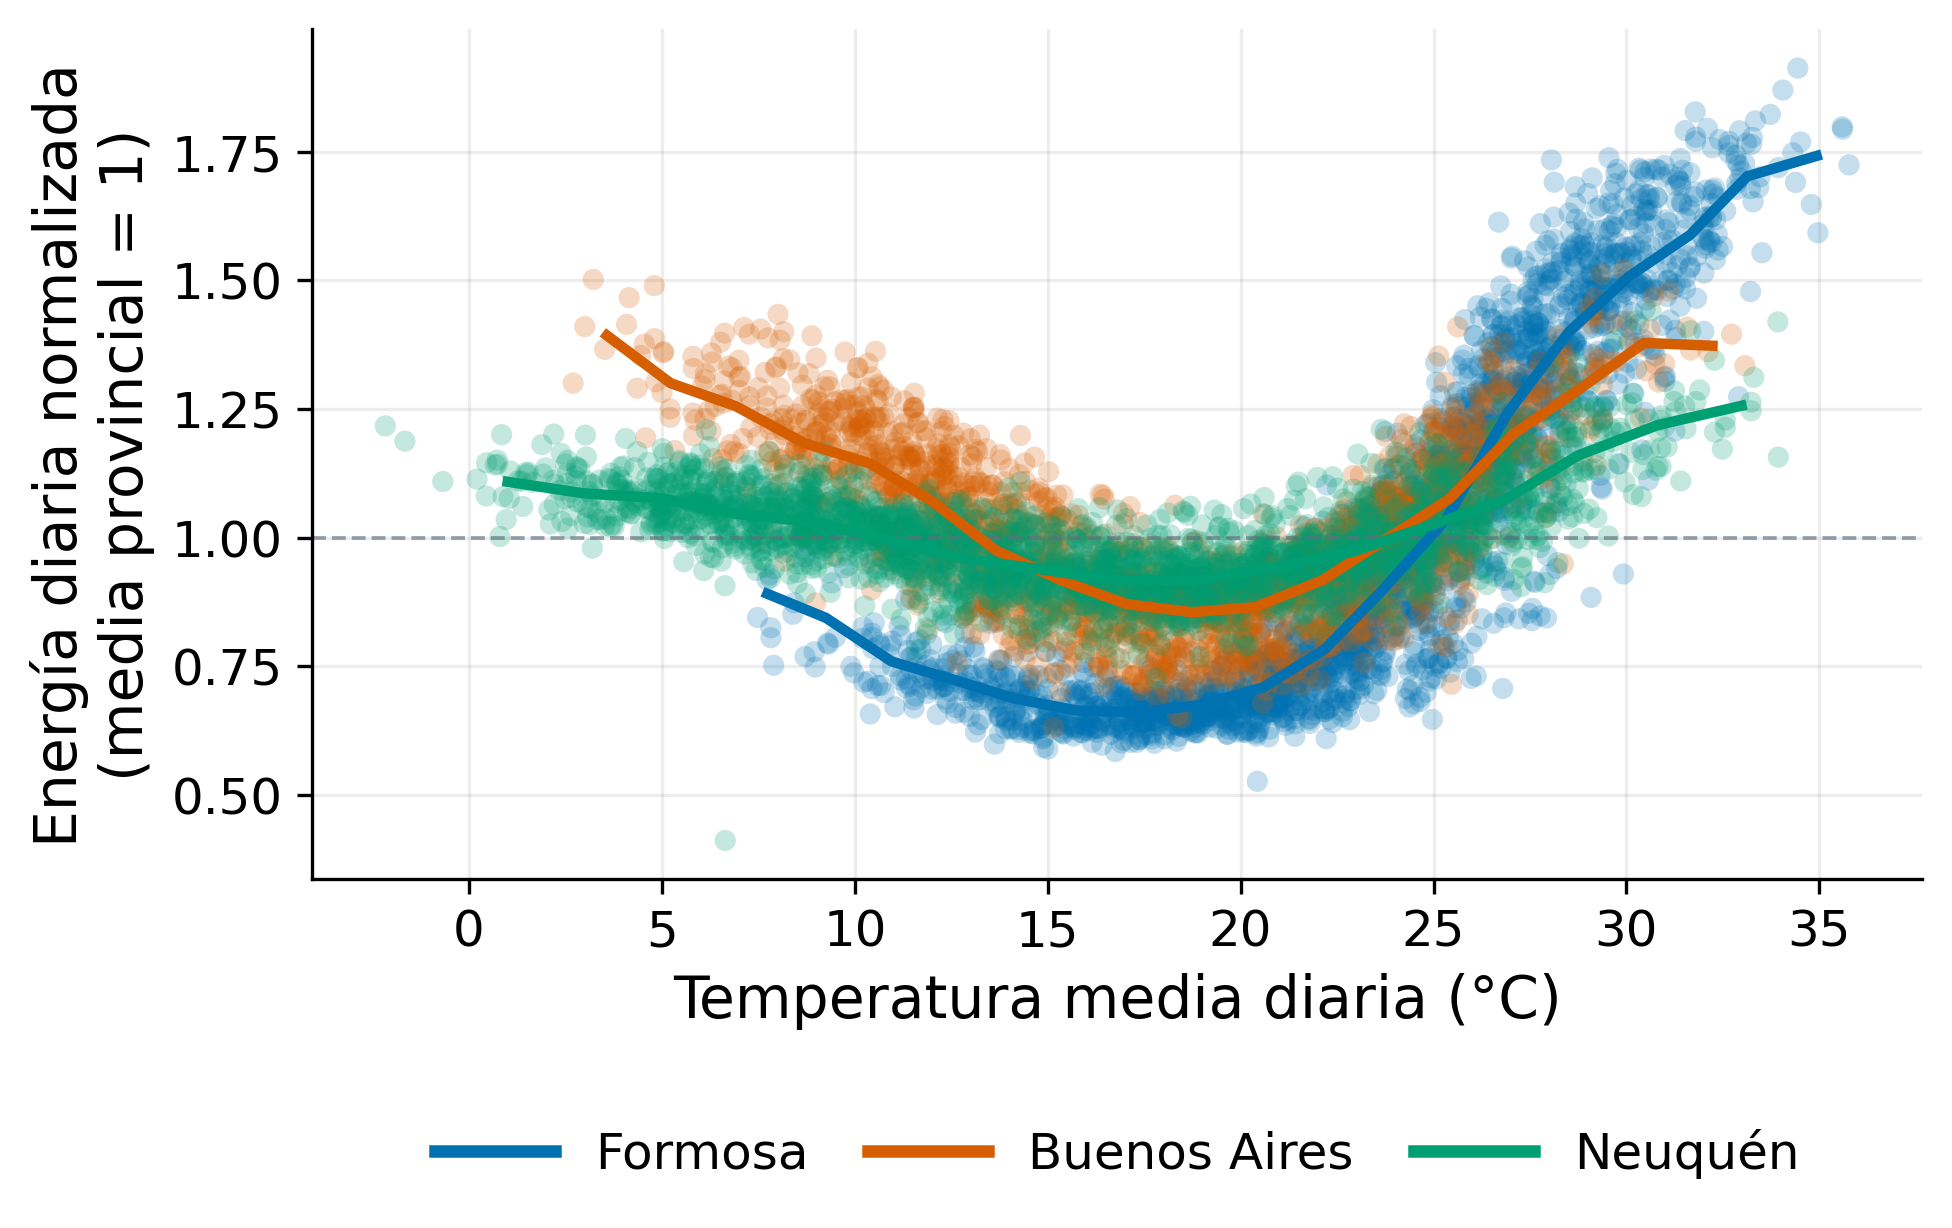 Energía diaria normalizada
(media provincial = 1)
1.75
1.50
1.25
1.00
0.75
0.50
0 5 10 15 20 25 30 35
Temperatura media diaria (°C)
Formosa Buenos Aires Neuquén